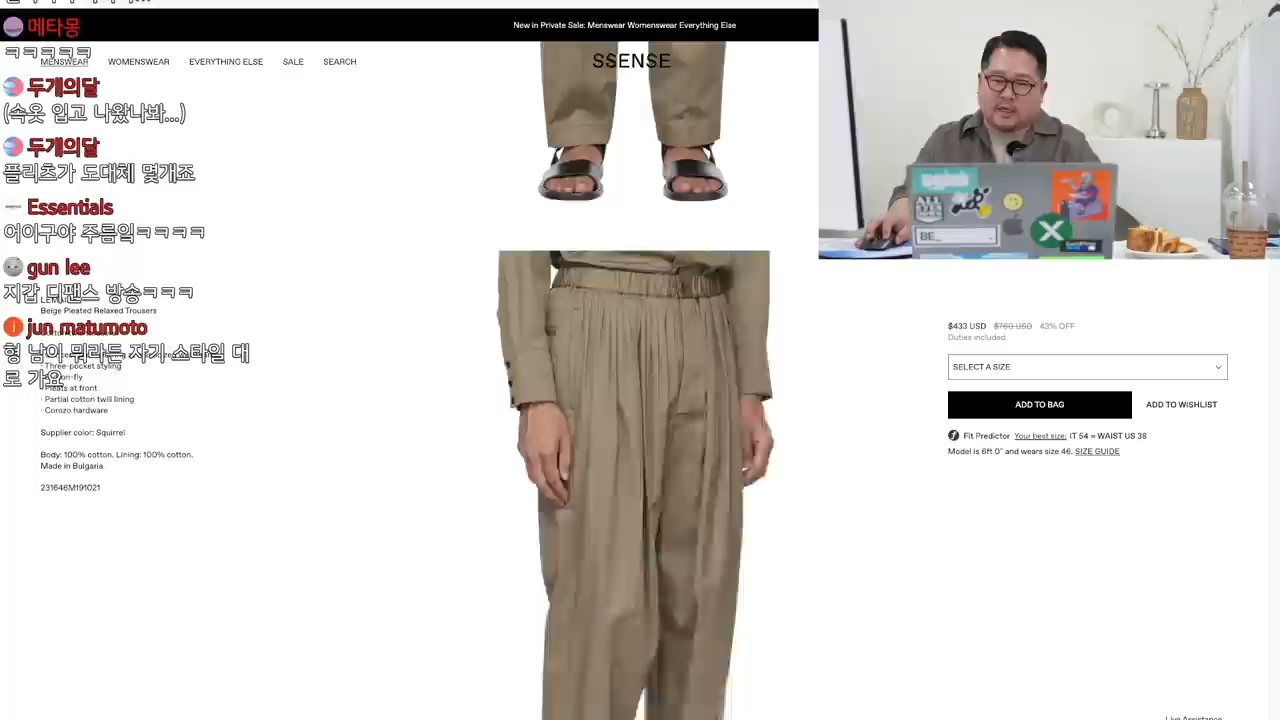 New in Private Sale: Menswear Womenswear Everything Else
MENSWEAR
WOMENSWEAR
EVERYTHING ELSE
SALE
SEARCH
SSENSE
메타몽
ㅋㅋㅋㅋㅋ
두개의달
(속옷 입고 나왔나봐...)
두개의달
플리츠가 도대체 몇개죠
Essentials
어이구야 주름잌ㅋㅋㅋㅋ
gun lee
지갑 디팬스 방송ㅋㅋㅋ
Beige Pleated Relaxed Trousers
jun matumoto
형 남이 뭐라든 자기 스타일 대
로 가요
· Three-pocket styling
· Pleats at front
· Partial cotton twill lining
· Corozo hardware
Supplier color: Squirrel
Body: 100% cotton. Lining: 100% cotton.
Made in Bulgaria.
231646M191021
$433 USD $760 USD 43% OFF
Duties included.
SELECT A SIZE
ADD TO BAG
ADD TO WISHLIST
Fit Predictor Your best size: IT 54 = WAIST US 38
Model is 6ft 0" and wears size 46. SIZE GUIDE
Live Assistance
BE_
X